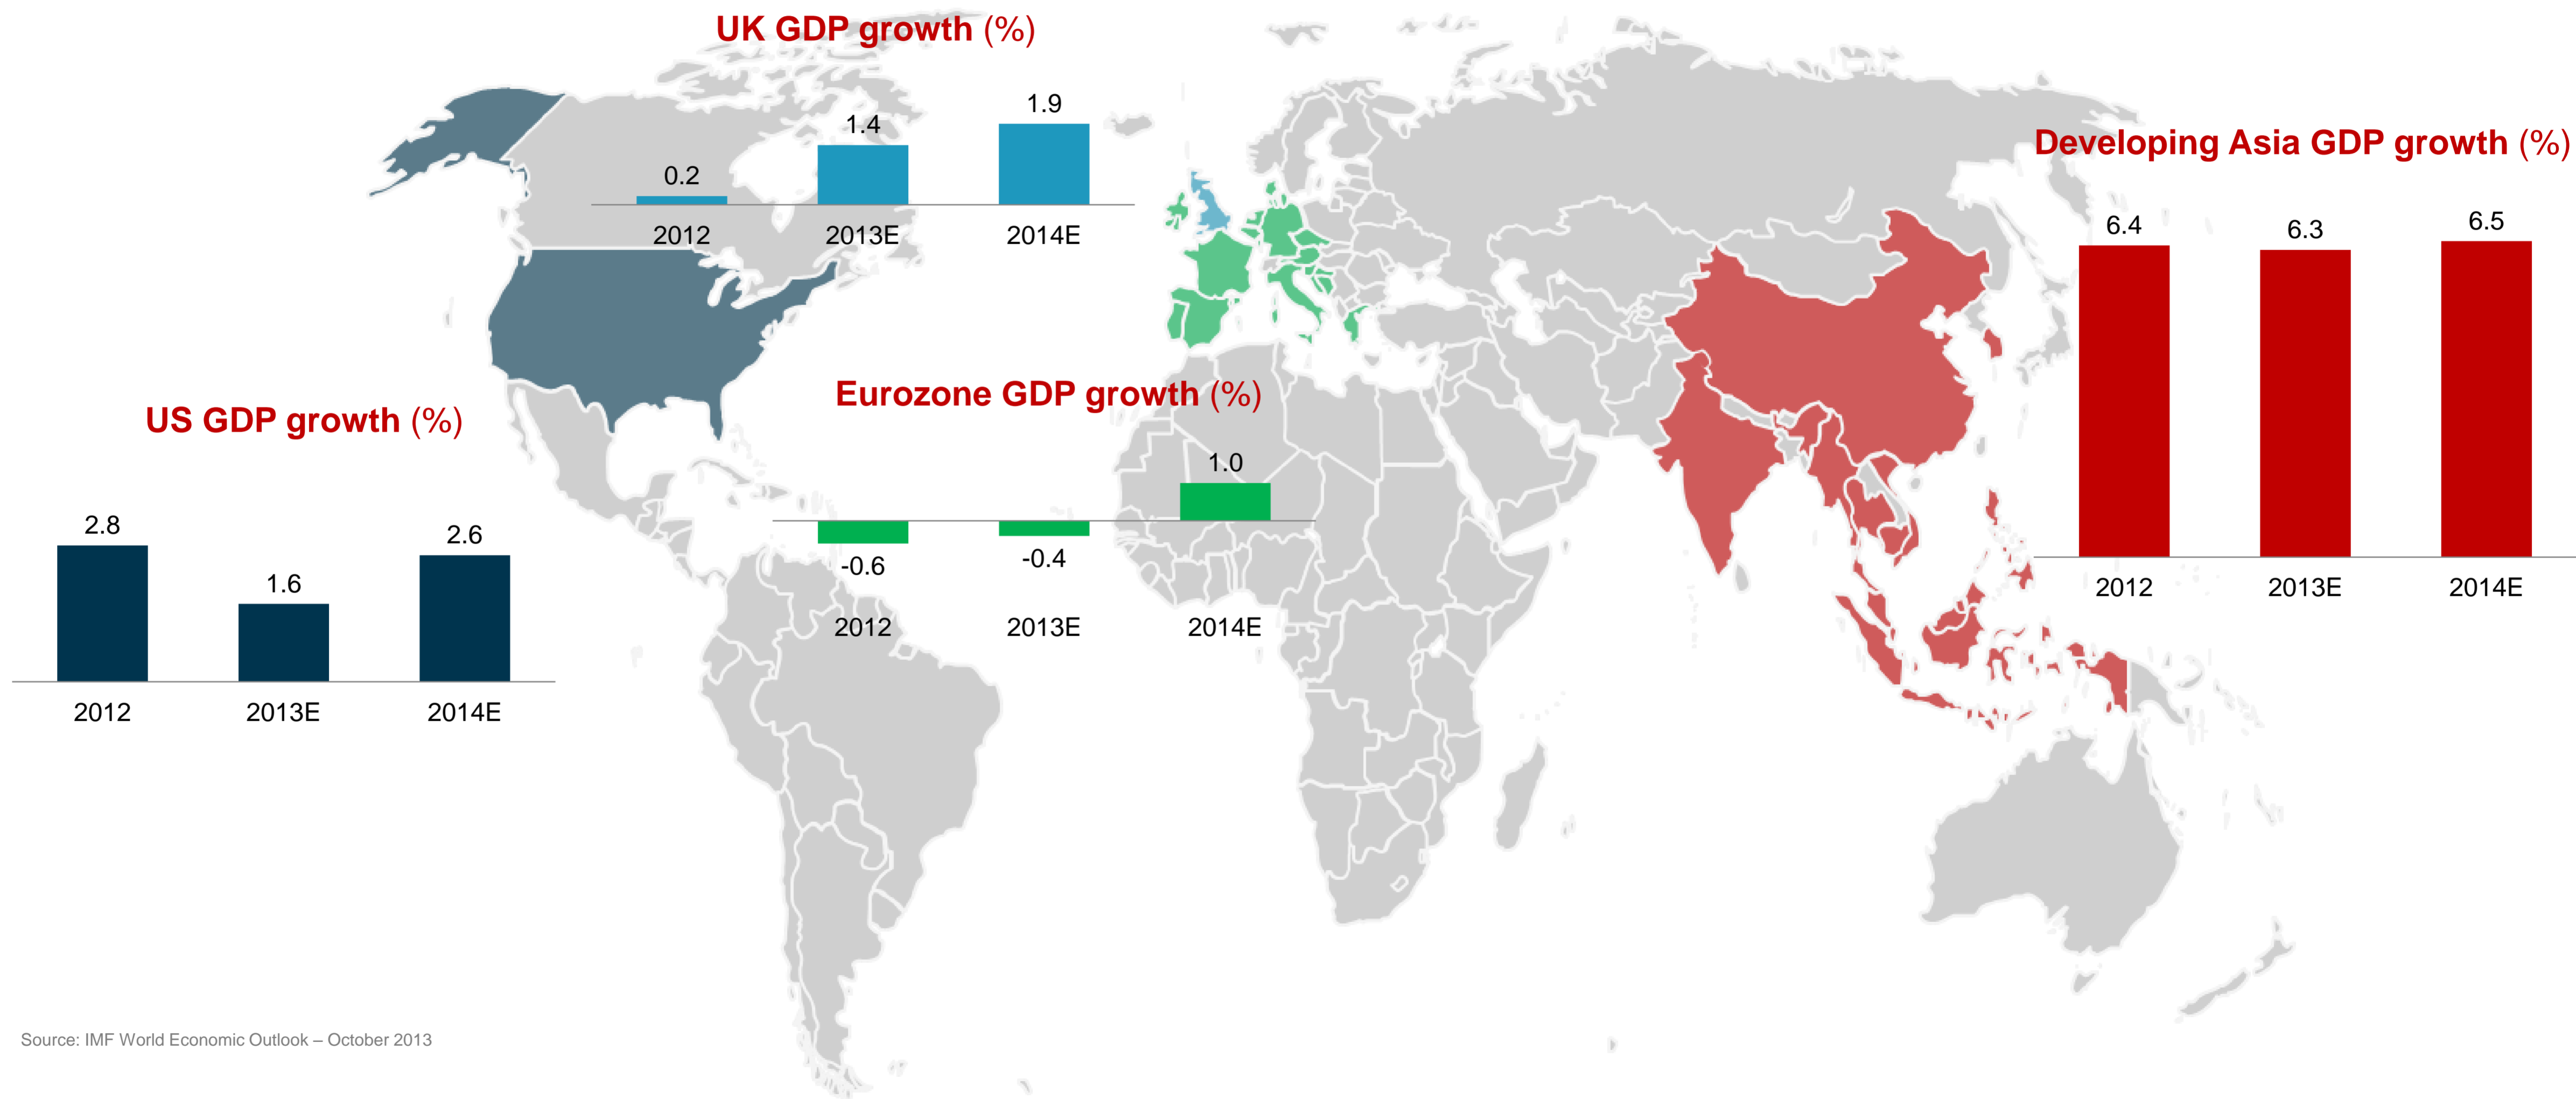 UK GDP growth (%)
0.2
1.4
1.9
2012
2013E
2014E
Developing Asia GDP growth (%)
6.4
6.3
6.5
2012
2013E
2014E
US GDP growth (%)
2.8
1.6
2.6
2012
2013E
2014E
Eurozone GDP growth (%)
-0.6
-0.4
1.0
2012
2013E
2014E
Source: IMF World Economic Outlook – October 2013